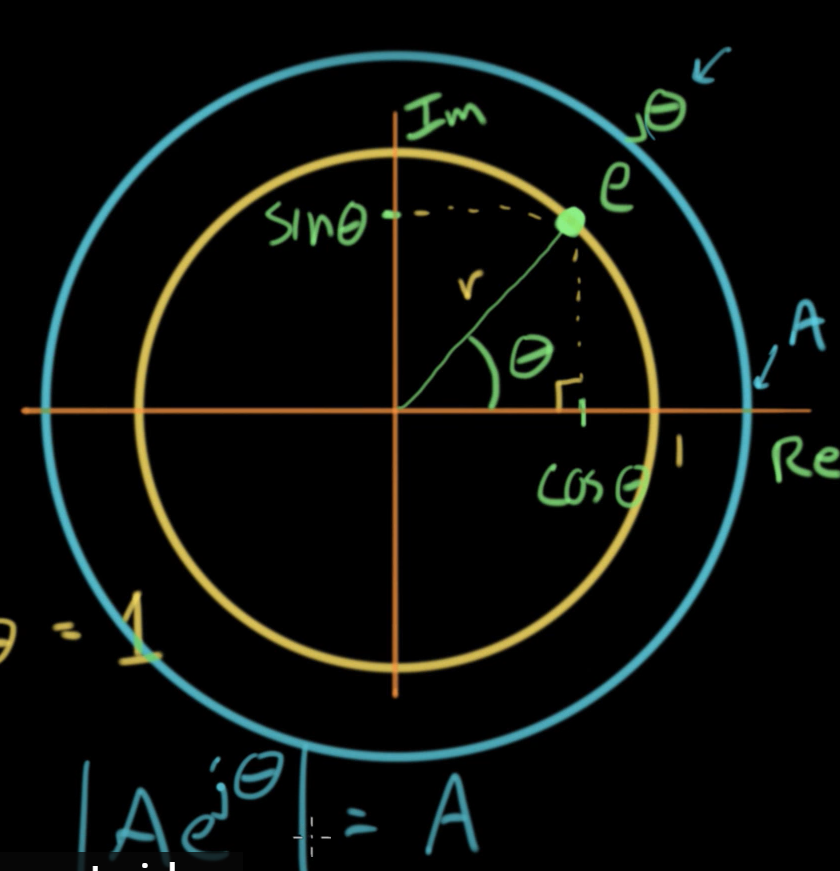 Im
e^jθ
sinθ
r
θ
A
1
Re
cosθ
θ = 1
|Ae^jθ| = A